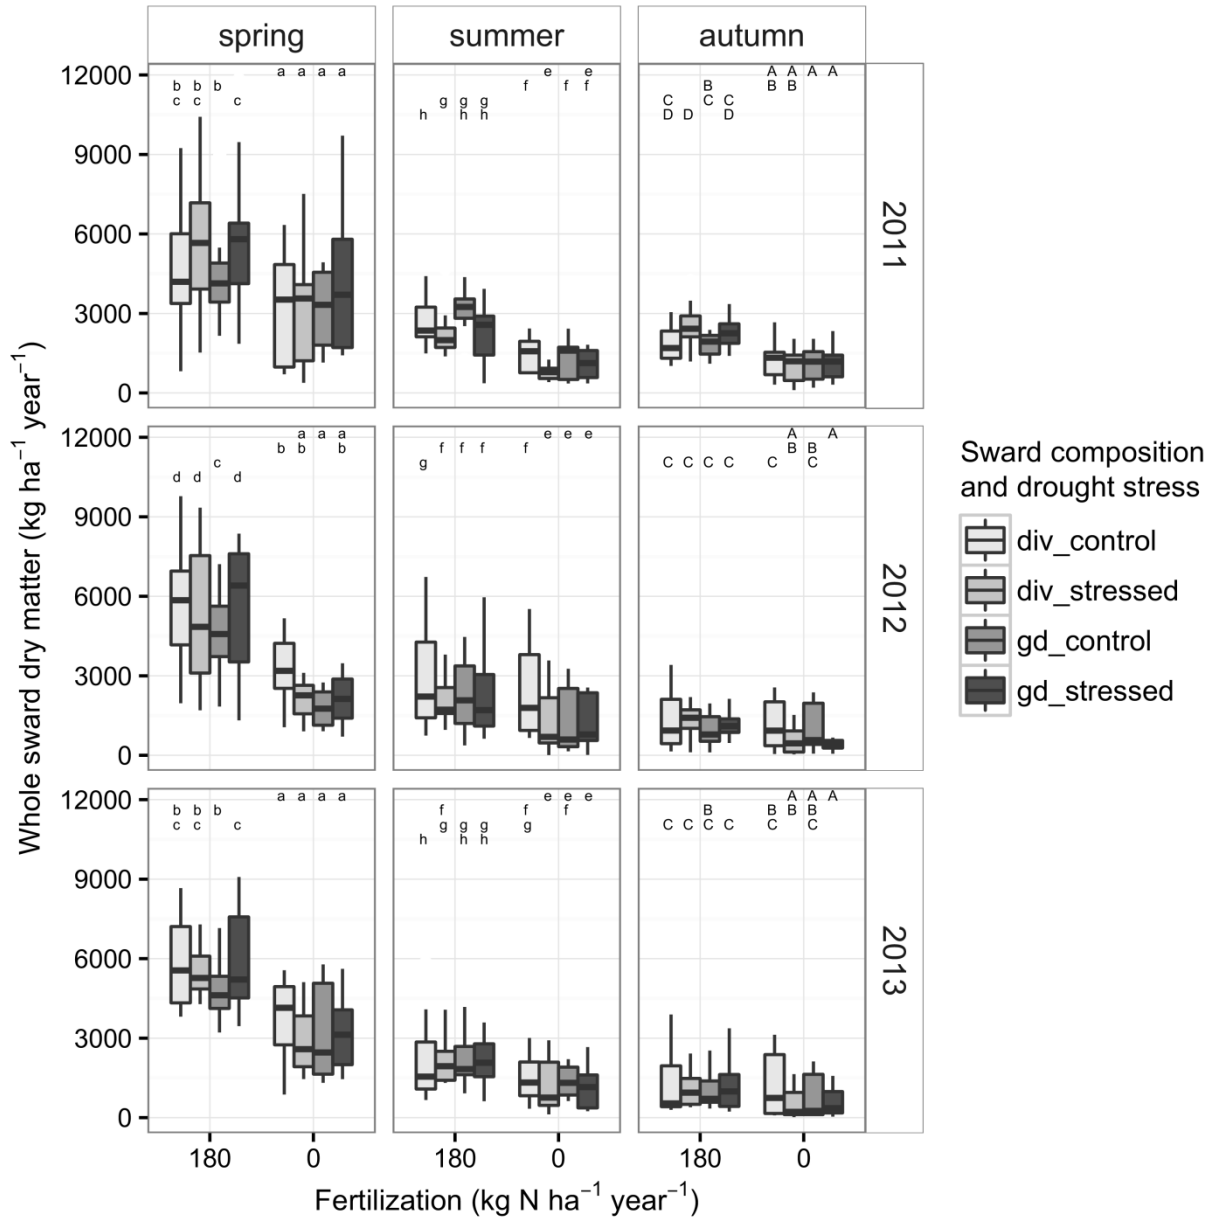 spring summer autumn
12000
9000
6000
3000
0
a a a a
b b b
c c c
e e
f f f
g g g
h h h
A A A A
B B B
C C C
D D D
2011
12000
9000
6000
3000
0
a a a
b b b
c
d d d
e e e
f f f f
g
A A
B B
C C C C C C
2012
12000
9000
6000
3000
0
a a a a
b b b
c c c
e e e
f f f
g g g g
h h h
A A A
B B B B
C C C C C C
2013
180 0 180 0 180 0
Fertilization (kg N ha⁻¹ year⁻¹)
Whole sward dry matter (kg ha⁻¹ year⁻¹)
Sward composition
and drought stress
div_control
div_stressed
gd_control
gd_stressed